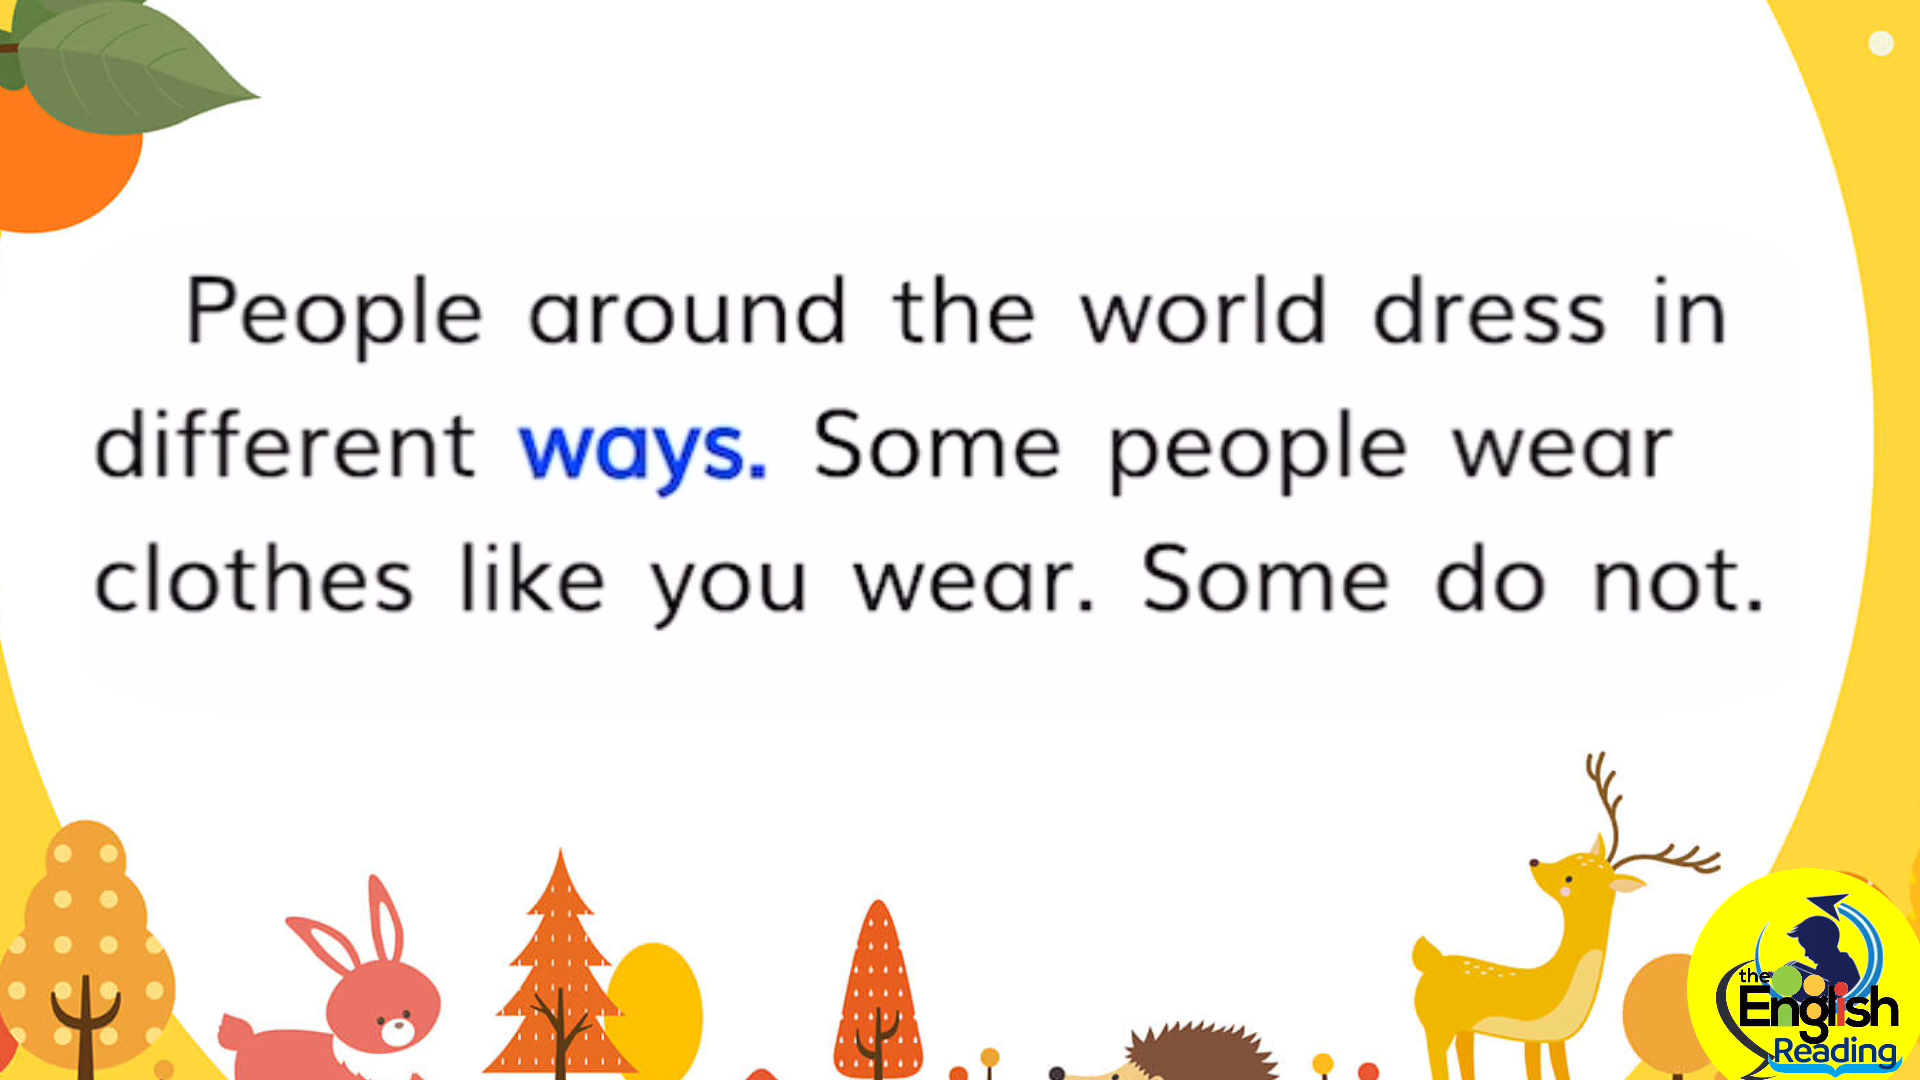 People around the world dress in
different ways. Some people wear
clothes like you wear. Some do not.
the
English
Reading